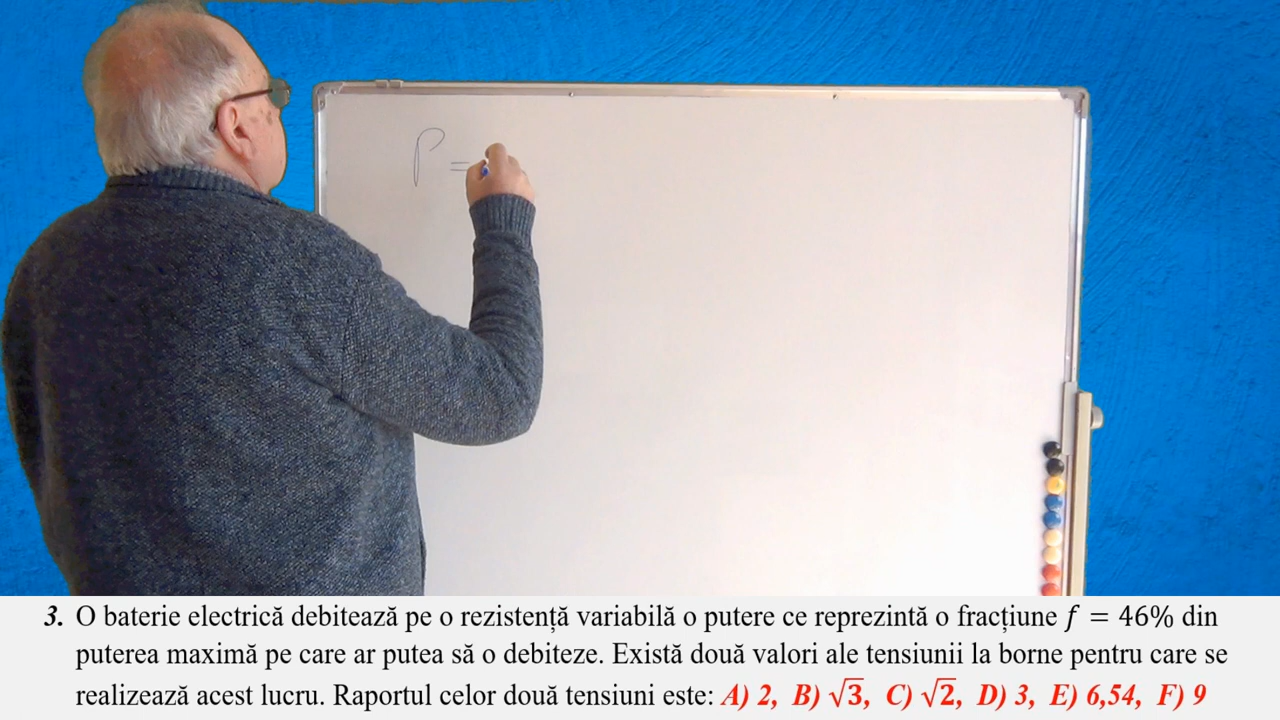 P =
3. O baterie electrică debitează pe o rezistență variabilă o putere ce reprezintă o fracțiune f = 46% din
puterea maximă pe care ar putea să o debiteze. Există două valori ale tensiunii la borne pentru care se
realizează acest lucru. Raportul celor două tensiuni este: A) 2, B) √3, C) √2, D) 3, E) 6,54, F) 9